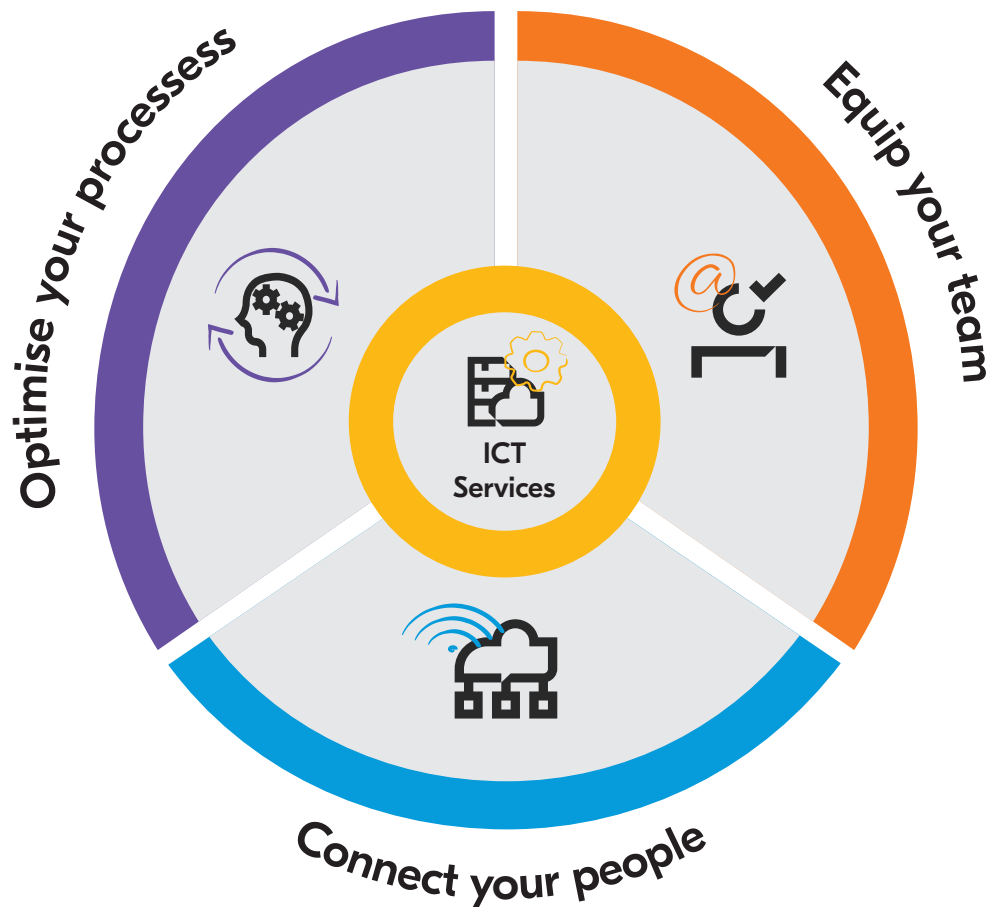 Optimise your processess
Equip your team
ICT
Services
Connect your people